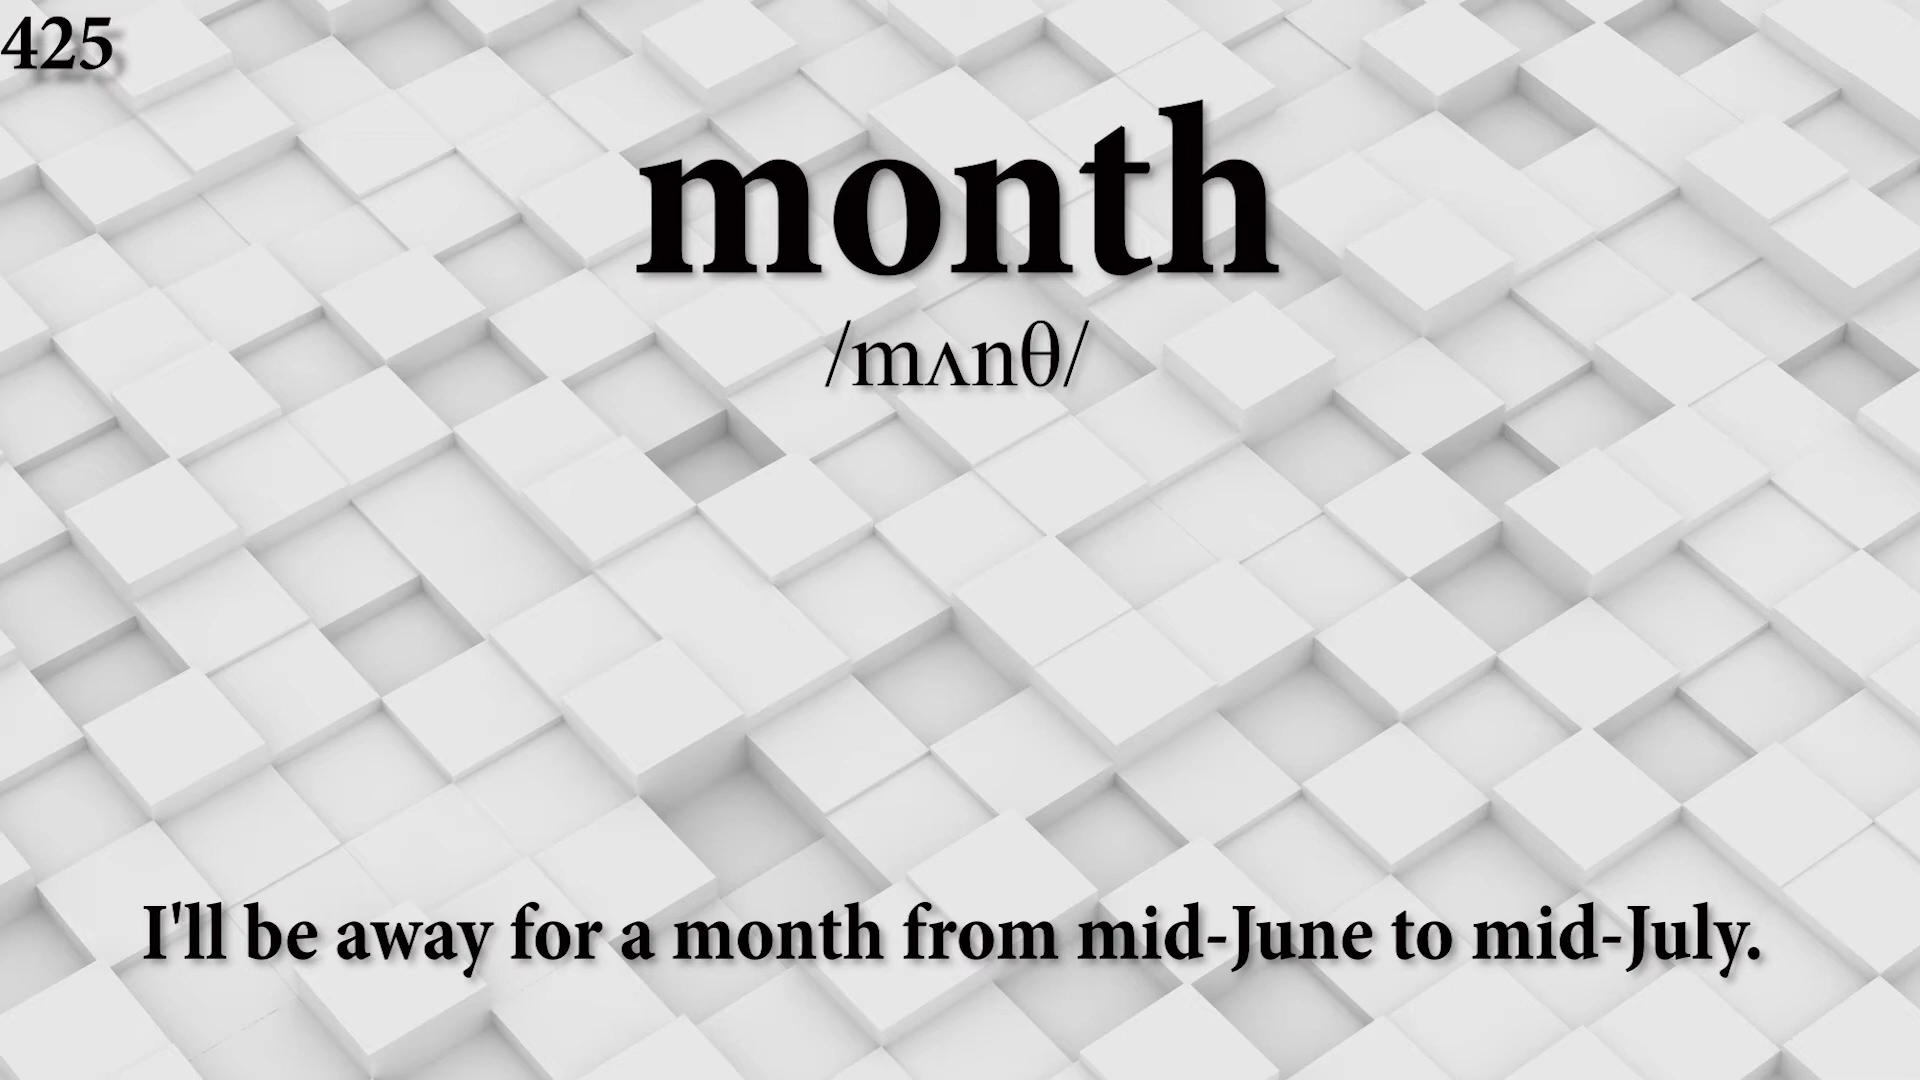 425
month
/mʌnθ/
I'll be away for a month from mid-June to mid-July.